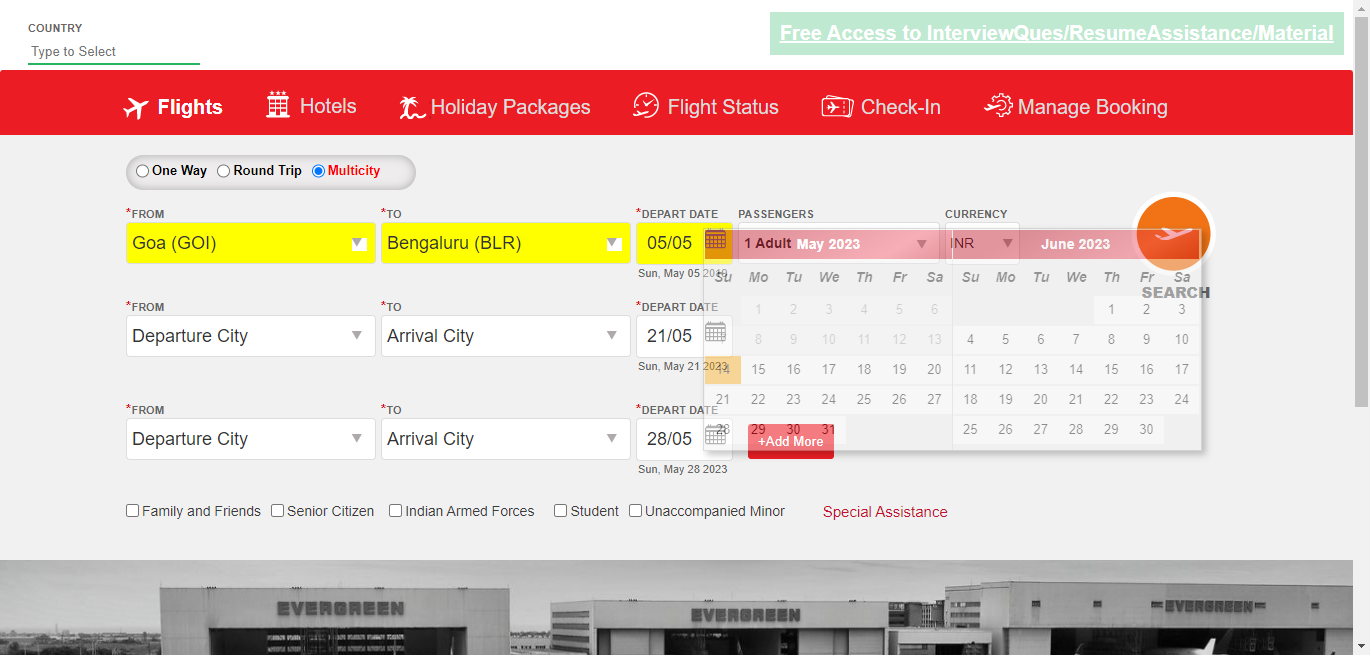 COUNTRY
Type to Select
Free Access to InterviewQues/ResumeAssistance/Material
Flights Hotels Holiday Packages Flight Status Check-In Manage Booking
One Way Round Trip Multicity
*FROM *TO *DEPART DATE PASSENGERS CURRENCY
Goa (GOI) Bengaluru (BLR) 05/05 1 Adult May 2023 INR June 2023
Sun, May 05 2019
Su Mo Tu We Th Fr Sa Su Mo Tu We Th Fr Sa
SEARCH
1 2 3 4 5 6 1 2 3
*FROM *TO *DEPART DATE
Departure City Arrival City 21/05
8 9 10 11 12 13 4 5 6 7 8 9 10
Sun, May 21 2023
14 15 16 17 18 19 20 11 12 13 14 15 16 17
21 22 23 24 25 26 27 18 19 20 21 22 23 24
*FROM *TO *DEPART DATE
Departure City Arrival City 28/05
28 29 30 31 25 26 27 28 29 30
+Add More
Sun, May 28 2023
Family and Friends Senior Citizen Indian Armed Forces Student Unaccompanied Minor Special Assistance
EVERGREEN EVERGREEN EVERGREEN